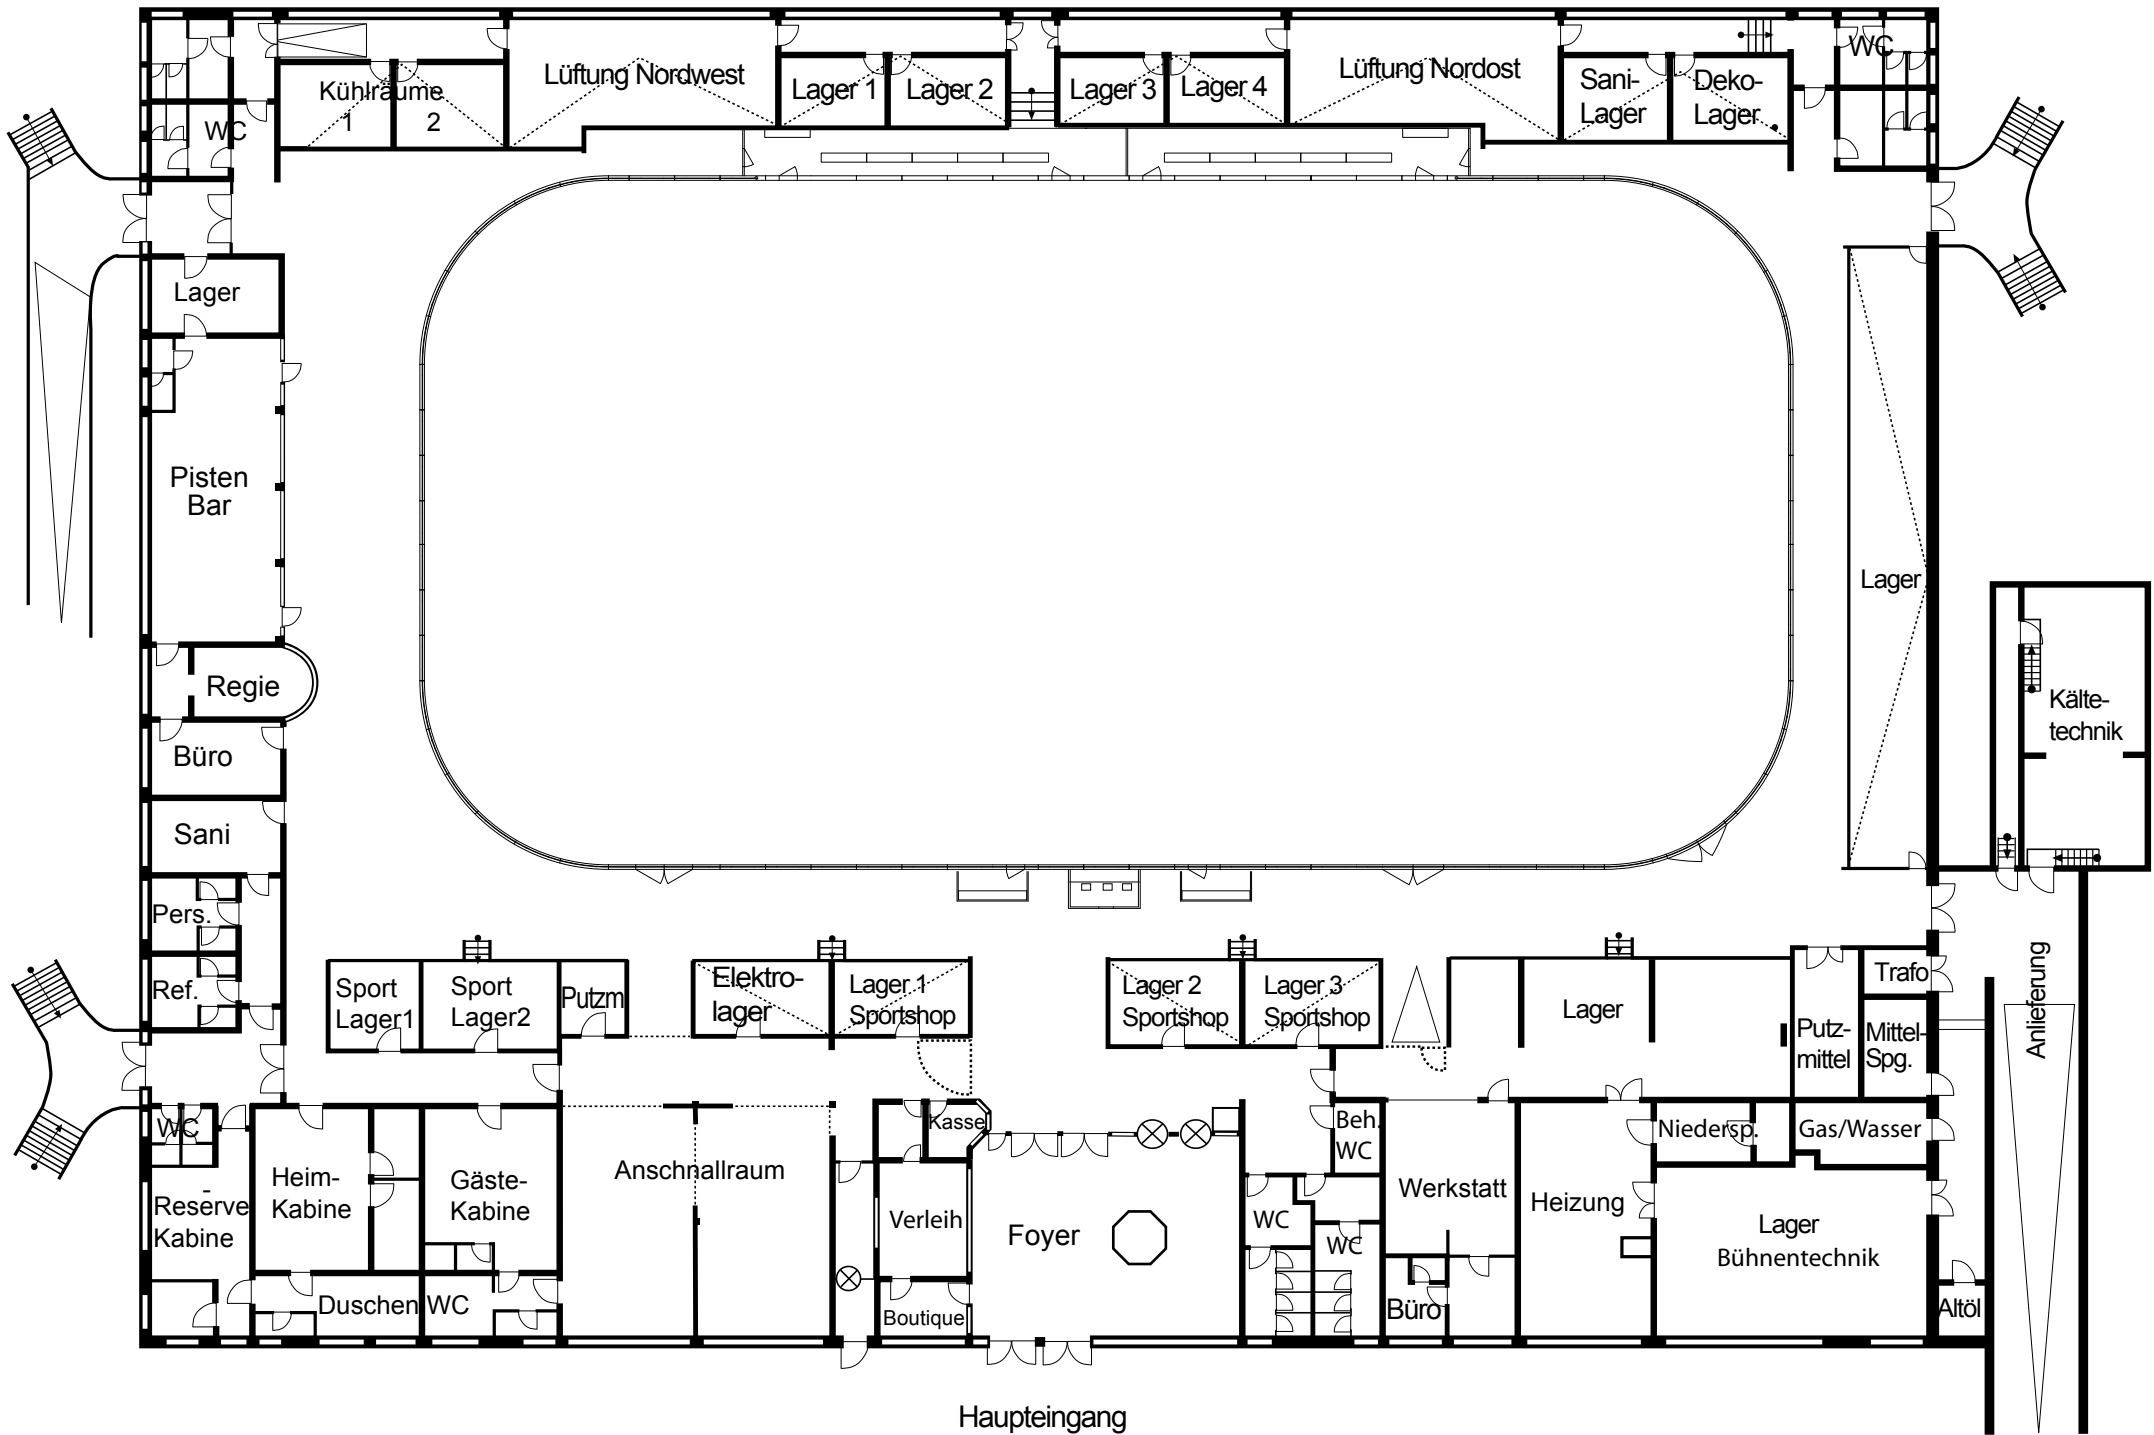 WC
Lüftung Nordwest
Lüftung Nordost
Kühlräume
1 2
Lager 1
Lager 2
Lager 3
Lager 4
Sani-
Lager
Deko-
Lager
WC
Lager
Pisten
Bar
Regie
Büro
Sani
Pers.
Ref.
Lager
Kälte-
technik
Sport
Lager1
Sport
Lager2
Putzm
Elektro-
lager
Lager 1
Sportshop
Lager 2
Sportshop
Lager 3
Sportshop
Lager
Putz-
mittel
Trafo
Mittel-
Spg.
Anlieferung
WC
Reserve
Kabine
Heim-
Kabine
Gäste-
Kabine
Duschen WC
Anschnallraum
Kasse
Verleih
Boutique
Foyer
Beh.
WC
WC
WC
Werkstatt
Büro
Heizung
Niedersp.
Gas/Wasser
Lager
Bühnentechnik
Altöl
Haupteingang